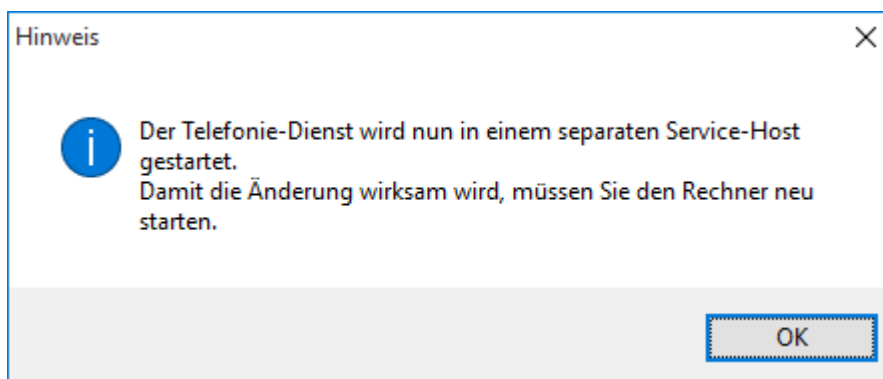 Hinweis
Der Telefonie-Dienst wird nun in einem separaten Service-Host
gestartet.
Damit die Änderung wirksam wird, müssen Sie den Rechner neu
starten.
OK